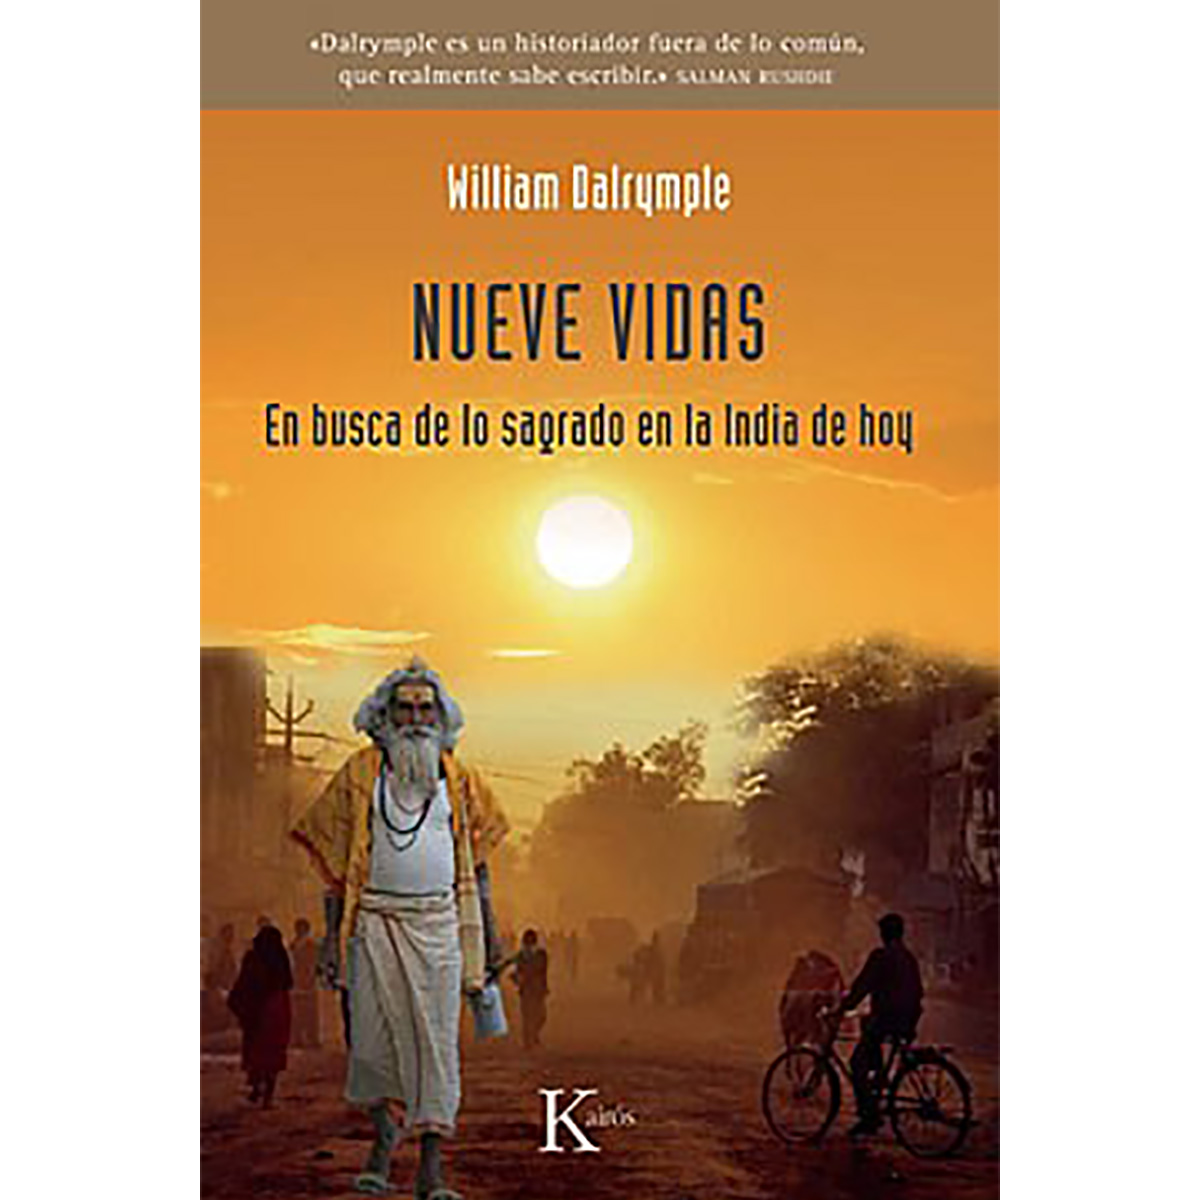 «Dalrymple es un historiador fuera de lo común,
que realmente sabe escribir.» SALMAN RUSHDIE
William Dalrymple
NUEVE VIDAS
En busca de lo sagrado en la India de hoy
Kairós